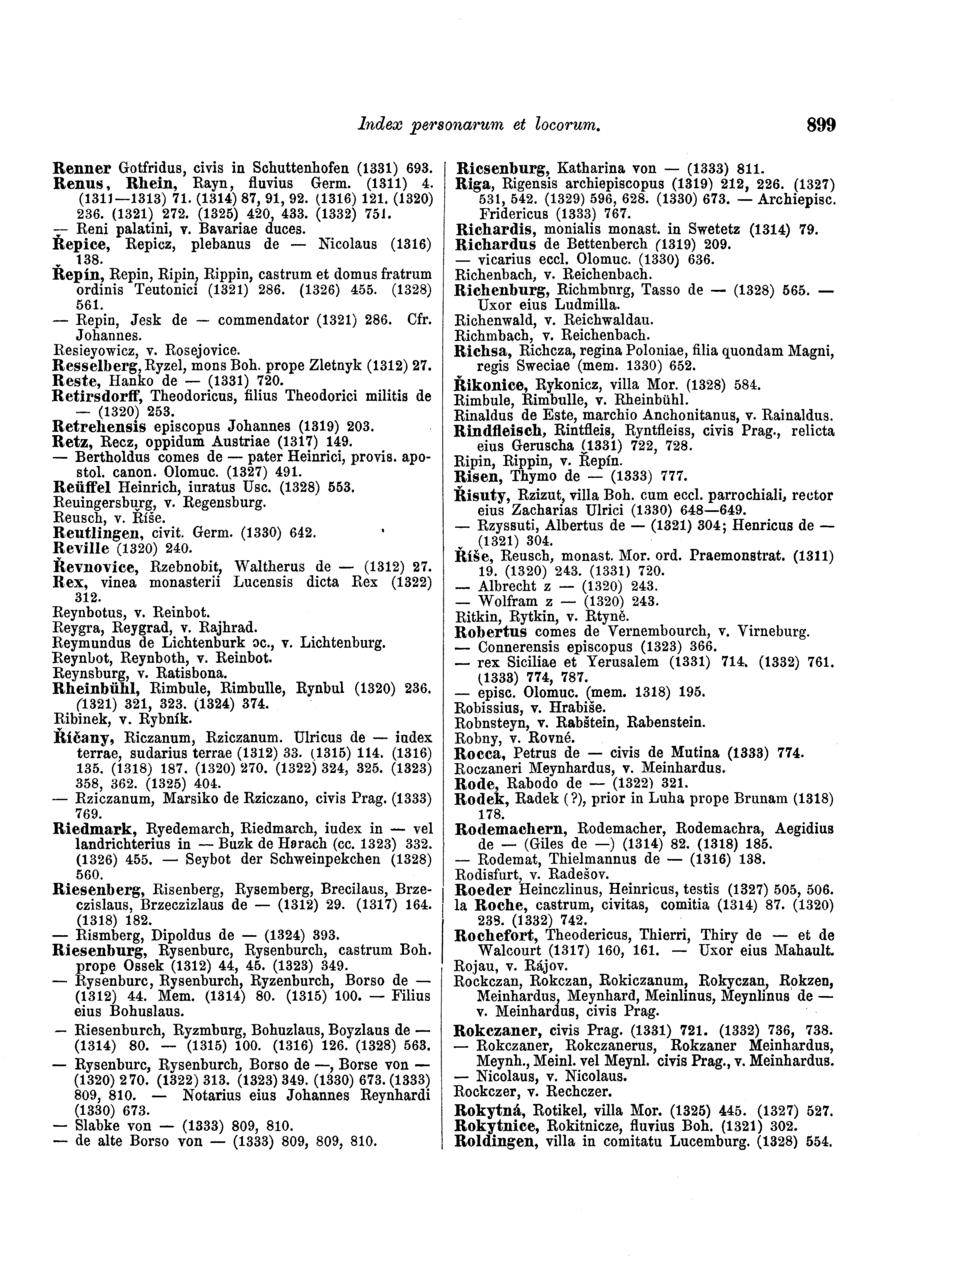 Index personarum et locorum.
899
Renner Gotfridus, civis in Schuttenhofen (1331) 693.
Renus, Rhein, Rayn, fluvius Germ. (1311) 4.
(1311—1313) 71. (1314) 87, 91, 92. (1316) 121. (1320)
236. (1321) 272. (1325) 420, 433. (1332) 751.
— Reni palatini, v. Bavariae duces.
Řepice, Repicz, plebanus de — Nicolaus (1316)
138.
Řepín, Repin, Ripin, Rippin, castrum et domus fratrum
ordinis Teutonici (1321) 286. (1326) 455. (1328)
561.
— Repin, Jesk de — commendator (1321) 286. Cfr.
Johannes.
Resieyowicz, v. Rosejovice.
Resselberg, Ryzel, mons Boh. prope Zletnyk (1312) 27.
Reste, Hanko de — (1331) 720.
Retirsdorff, Theodoricus, filius Theodorici militis de
— (1320) 253.
Retrehensis episcopus Johannes (1319) 203.
Retz, Recz, oppidum Austriae (1317) 149.
— Bertholdus comes de — pater Heinrici, provis. apo-
stol. canon. Olomuc. (1327) 491.
Reüffel Heinrich, iuratus Usc. (1328) 553.
Reuingersburg, v. Regensburg.
Reusch, v. Říše.
Reutlingen, civit. Germ. (1330) 642.
Reville (1320) 240.
Řevnovice, Rzebnobit, Waltherus de — (1312) 27.
Rex, vinea monasterii Lucensis dicta Rex (1322)
312.
Reynbotus, v. Reinbot.
Reygra, Reygrad, v. Rajhrad.
Reymundus de Lichtenburk ɔc., v. Lichtenburg.
Reynbot, Reynboth, v. Reinbot.
Reynsburg, v. Ratisbona.
Rheinbühl, Rimbule, Rimbulle, Rynbul (1320) 236.
(1321) 321, 323. (1324) 374.
Ribinek, v. Rybník.
Říčany, Riczanum, Rziczanum. Ulricus de — iudex
terrae, sudarius terrae (1312) 33. (1315) 114. (1316)
135. (1318) 187. (1320) 270. (1322) 324, 325. (1323)
358, 362. (1325) 404.
— Rziczanum, Marsiko de Rziczano, civis Prag. (1333)
769.
Riedmark, Ryedemarch, Riedmarch, iudex in — vel
landrichterius in — Buzk de Harach (cc. 1323) 332.
(1326) 455. — Seybot der Schweinpekchen (1328)
560.
Riesenberg, Risenberg, Rysemberg, Brecilaus, Brze-
czislaus, Brzeczizlaus de — (1312) 29. (1317) 164.
(1318) 182.
— Rismberg, Dipoldus de — (1324) 393.
Riesenburg, Rysenburc, Rysenburch, castrum Boh.
prope Ossek (1312) 44, 45. (1323) 349.
— Rysenburc, Rysenburch, Ryzenburch, Borso de —
(1312) 44. Mem. (1314) 80. (1315) 100. — Filius
eius Bohuslaus.
— Riesenburch, Ryzmburg, Bohuzlaus, Boyzlaus de —
(1314) 80. — (1315) 100. (1316) 126. (1328) 563.
— Rysenburc, Rysenburch, Borso de —, Borse von —
(1320) 270. (1322) 313. (1323) 349. (1330) 673. (1333)
809, 810. — Notarius eius Johannes Reynhardi
(1330) 673.
— Slabke von — (1333) 809, 810.
— de alte Borso von — (1333) 809, 809, 810.
Riesenburg, Katharina von — (1333) 811.
Riga, Rigensis archiepiscopus (1319) 212, 226. (1327)
531, 542. (1329) 596, 628. (1330) 673. — Archiepisc.
Fridericus (1333) 767.
Richardis, monialis monast. in Swetetz (1314) 79.
Richardus de Bettenberch (1319) 209.
— vicarius eccl. Olomuc. (1330) 636.
Richenbach, v. Reichenbach.
Richenburg, Richmburg, Tasso de — (1328) 565. —
Uxor eius Ludmilla.
Richenwald, v. Reichwaldau.
Richmbach, v. Reichenbach.
Richsa, Richcza, regina Poloniae, filia quondam Magni,
regis Sweciae (mem. 1330) 652.
Řikonice, Rykonicz, villa Mor. (1328) 584.
Rimbule, Rimbulle, v. Rheinbühl.
Rinaldus de Este, marchio Anchonitanus, v. Rainaldus.
Rindfleisch, Rintfleis, Ryntfleiss, civis Prag., relicta
eius Geruscha (1331) 722, 728.
Ripin, Rippin, v. Řepín.
Risen, Thymo de — (1333) 777.
Řisuty, Rzizut, villa Boh. cum eccl. parrochiali, rector
eius Zacharias Ulrici (1330) 648—649.
— Rzyssuti, Albertus de — (1321) 304; Henricus de —
(1321) 304.
Říše, Reusch, monast. Mor. ord. Praemonstrat. (1311)
19. (1320) 243. (1331) 720.
— Albrecht z — (1320) 243.
— Wolfram z — (1320) 243.
Ritkin, Rytkin, v. Rtyně.
Robertus comes de Vernembourch, v. Virneburg.
— Connerensis episcopus (1323) 366.
— rex Siciliae et Yerusalem (1331) 714. (1332) 761.
(1333) 774, 787.
— episc. Olomuc. (mem. 1318) 195.
Robissius, v. Hrabiše.
Robnsteyn, v. Rabštein, Rabenstein.
Robny, v. Rovné.
Rocca, Petrus de — civis de Mutina (1333) 774.
Roczaneri Meynhardus, v. Meinhardus.
Rode, Rabodo de — (1322) 321.
Rodek, Radek (?), prior in Luha prope Brunam (1318)
178.
Rodemachern, Rodemacher, Rodemachra, Aegidius
de — (Giles de —) (1314) 82. (1318) 185.
— Rodemat, Thielmannus de — (1316) 138.
Rodisfurt, v. Radešov.
Roeder Heinczlinus, Heinricus, testis (1327) 505, 506.
la Roche, castrum, civitas, comitia (1314) 87. (1320)
238. (1332) 742.
Rochefort, Theodericus, Thierri, Thiry de — et de
Walcourt (1317) 160, 161. — Uxor eius Mahault.
Rojau, v. Rájov.
Rockczan, Rokczan, Rokiczanum, Rokyczan, Rokzen,
Meinhardus, Meynhard, Meinlinus, Meynlinus de —
v. Meinhardus, civis Prag.
Rokczaner, civis Prag. (1331) 721. (1332) 736, 738.
— Rokczaner, Rokczanerus, Rokzaner Meinhardus,
Meynh., Meinl. vel Meynl. civis Prag., v. Meinhardus.
— Nicolaus, v. Nicolaus.
Rockczer, v. Rechczer.
Rokytná, Rotikel, villa Mor. (1325) 445. (1327) 527.
Rokytnice, Rokitnicze, fluvius Boh. (1321) 302.
Roldingen, villa in comitatu Lucemburg. (1328) 554.